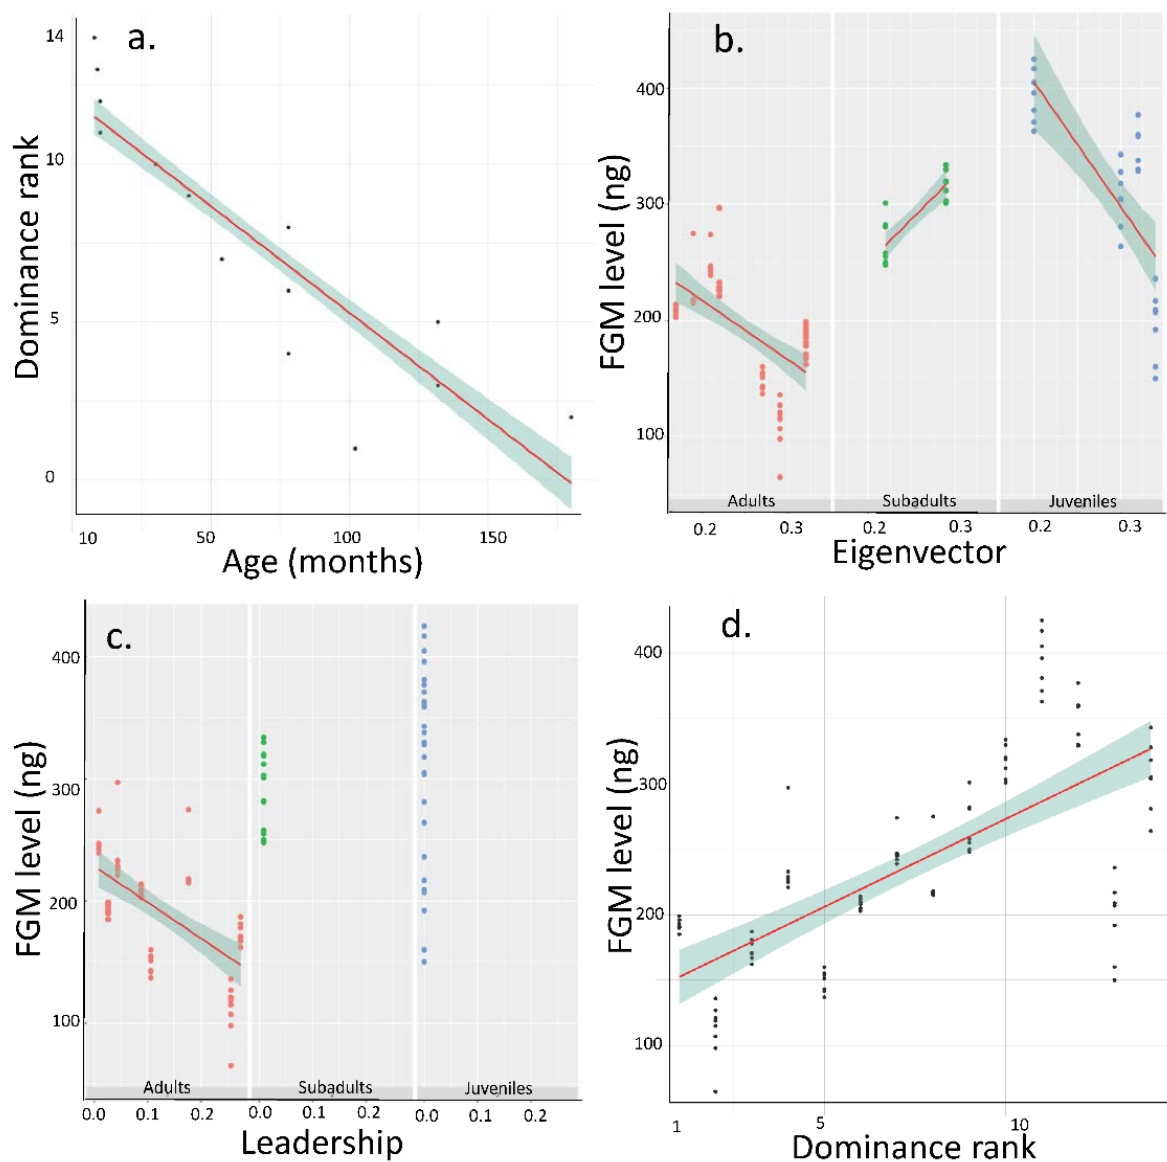 a.
14
10
5
0
Dominance rank
10 50 100 150
Age (months)
b.
400
300
200
100
FGM level (ng)
Adults Subadults Juveniles
0.2 0.3 0.2 0.3 0.2 0.3
Eigenvector
c.
400
300
200
100
FGM level (ng)
Adults Subadults Juveniles
0.0 0.1 0.2 0.0 0.1 0.2 0.0 0.1 0.2
Leadership
d.
400
300
200
100
FGM level (ng)
1 5 10
Dominance rank